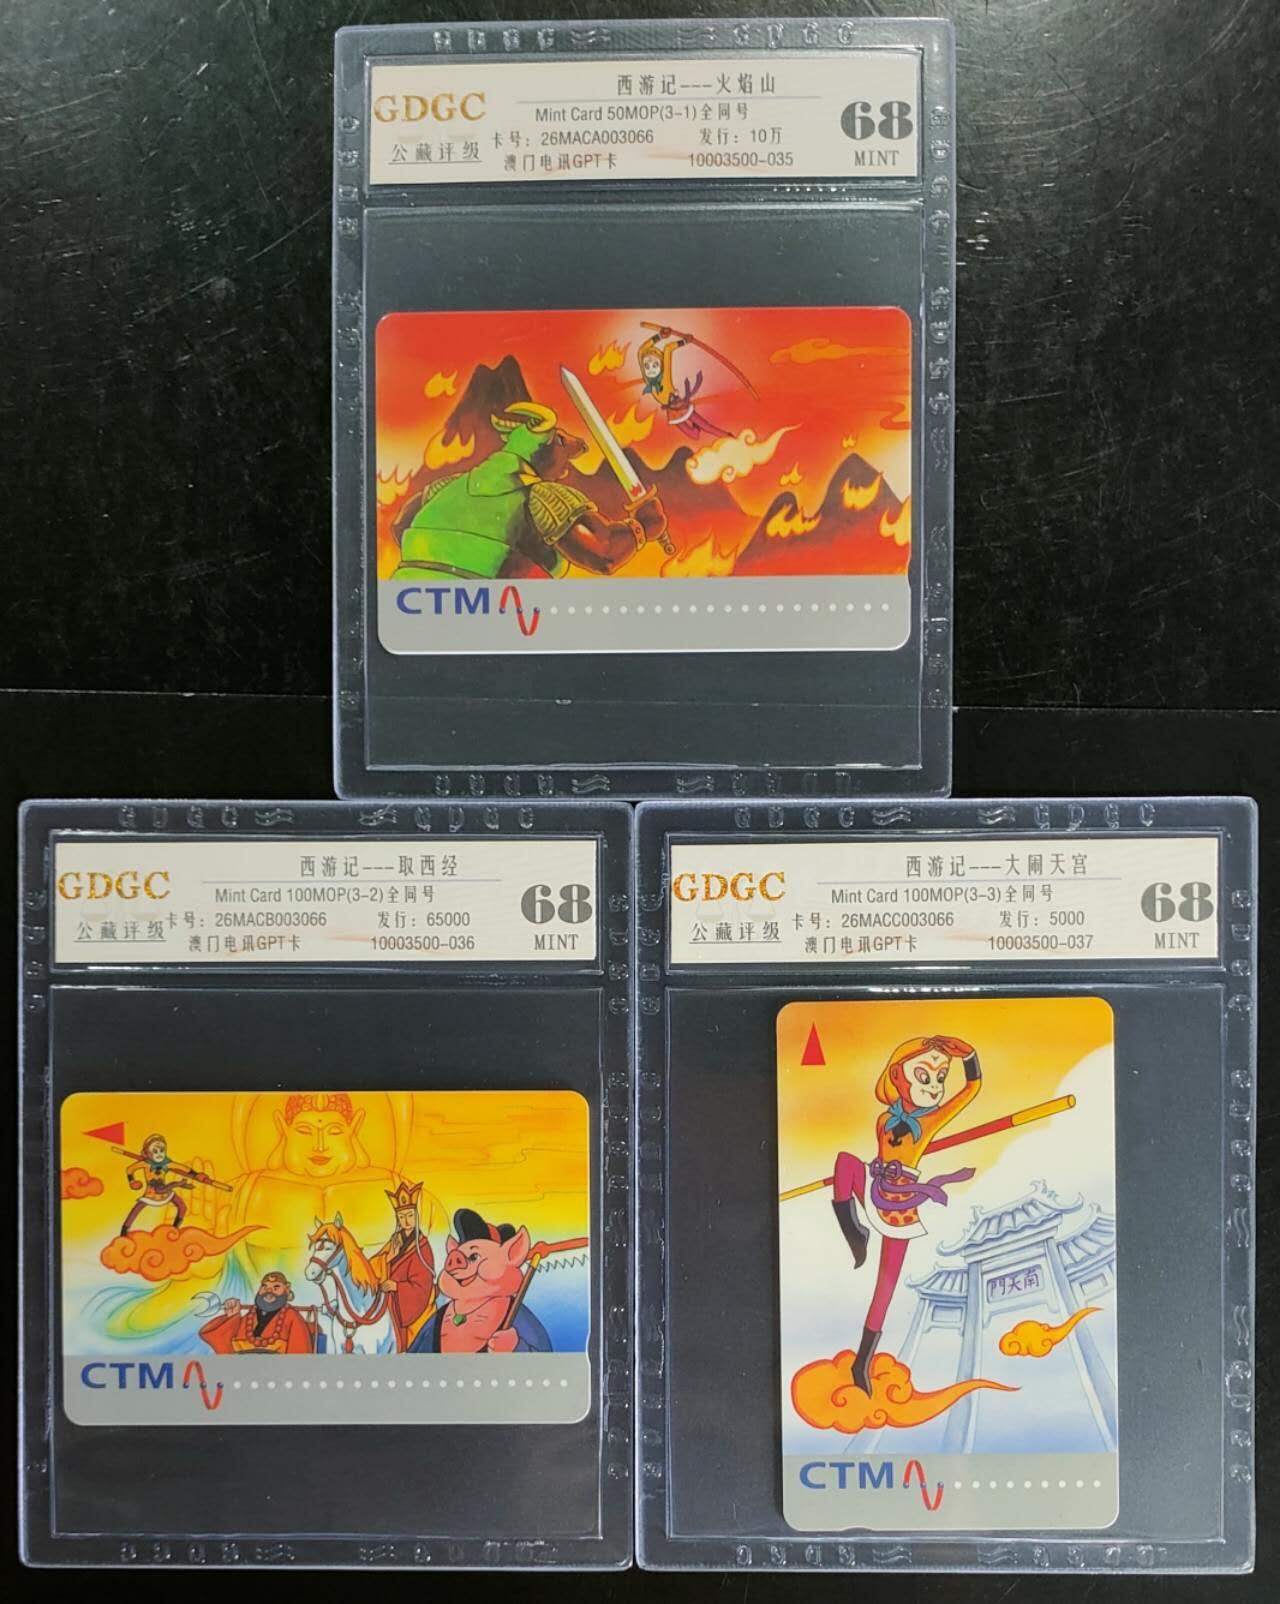 西游记---火焰山
GDGC
Mint Card 50MOP(3-1)全同号
68
卡号：26MACA003066 发行：10万
公藏评级
澳门电讯GPT卡 10003500-035
MINT
CTM
西游记---取西经
GDGC
Mint Card 100MOP(3-2)全同号
68
卡号：26MACB003066 发行：65000
公藏评级
澳门电讯GPT卡 10003500-036
MINT
CTM
西游记---大闹天宫
GDGC
Mint Card 100MOP(3-3)全同号
68
卡号：26MACC003066 发行：5000
公藏评级
澳门电讯GPT卡 10003500-037
MINT
門天南
CTM